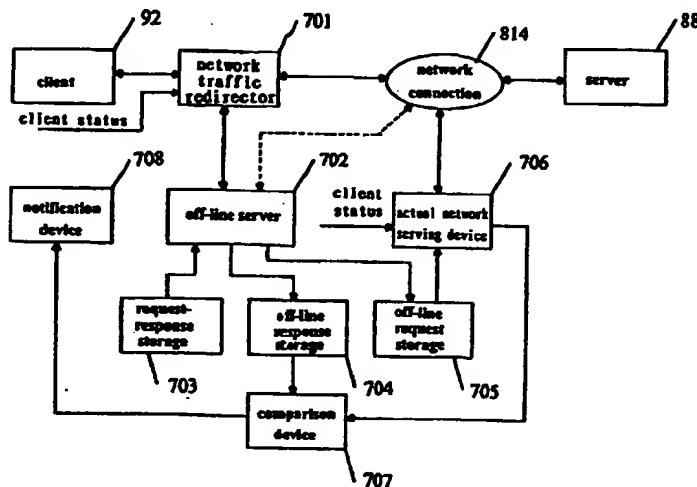 92
701
814
88
client
network
traffic
redirector
network
connection
server
client status
708
702
706
notification
device
off-line server
client
status
actual network
serving device
request-
response
storage
off-line
response
storage
off-line
request
storage
703
704
705
comparison
device
707